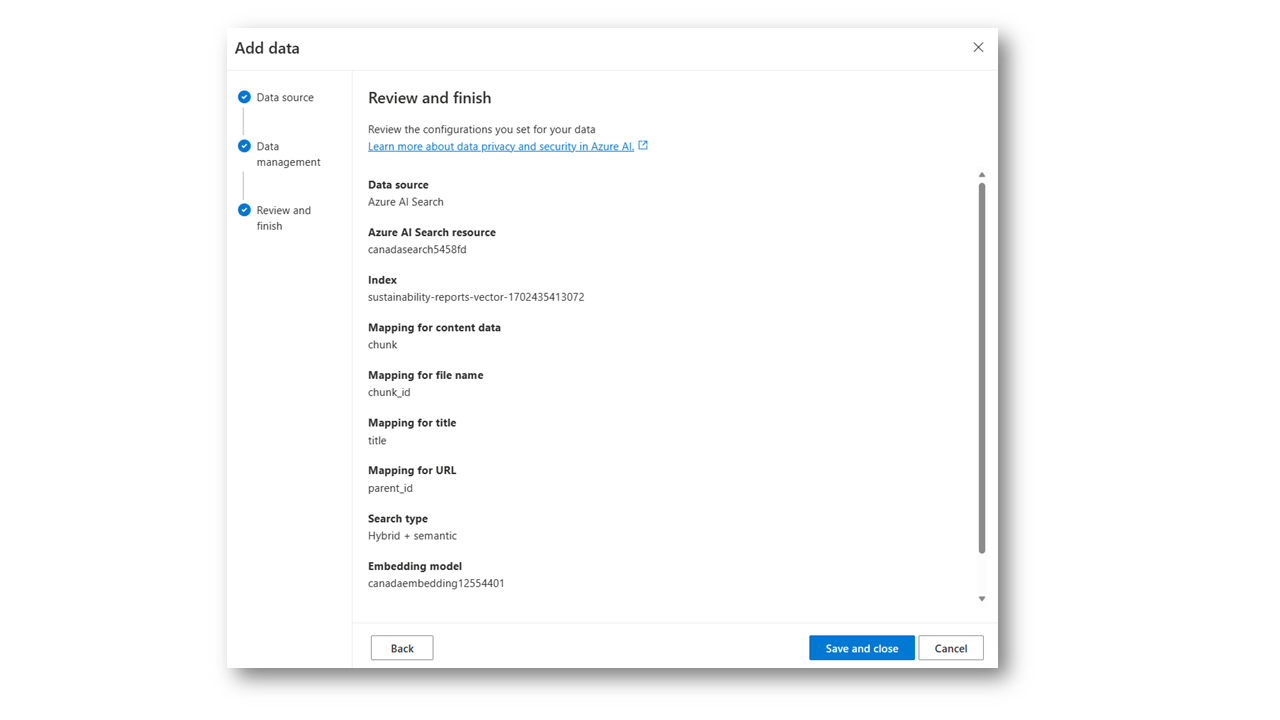 Add data
Data source
Data
management
Review and
finish
Review and finish
Review the configurations you set for your data
Learn more about data privacy and security in Azure AI.
Data source
Azure AI Search
Azure AI Search resource
canadasearch5458fd
Index
sustainability-reports-vector-1702435413072
Mapping for content data
chunk
Mapping for file name
chunk_id
Mapping for title
title
Mapping for URL
parent_id
Search type
Hybrid + semantic
Embedding model
canadaembedding12554401
Back
Save and close
Cancel